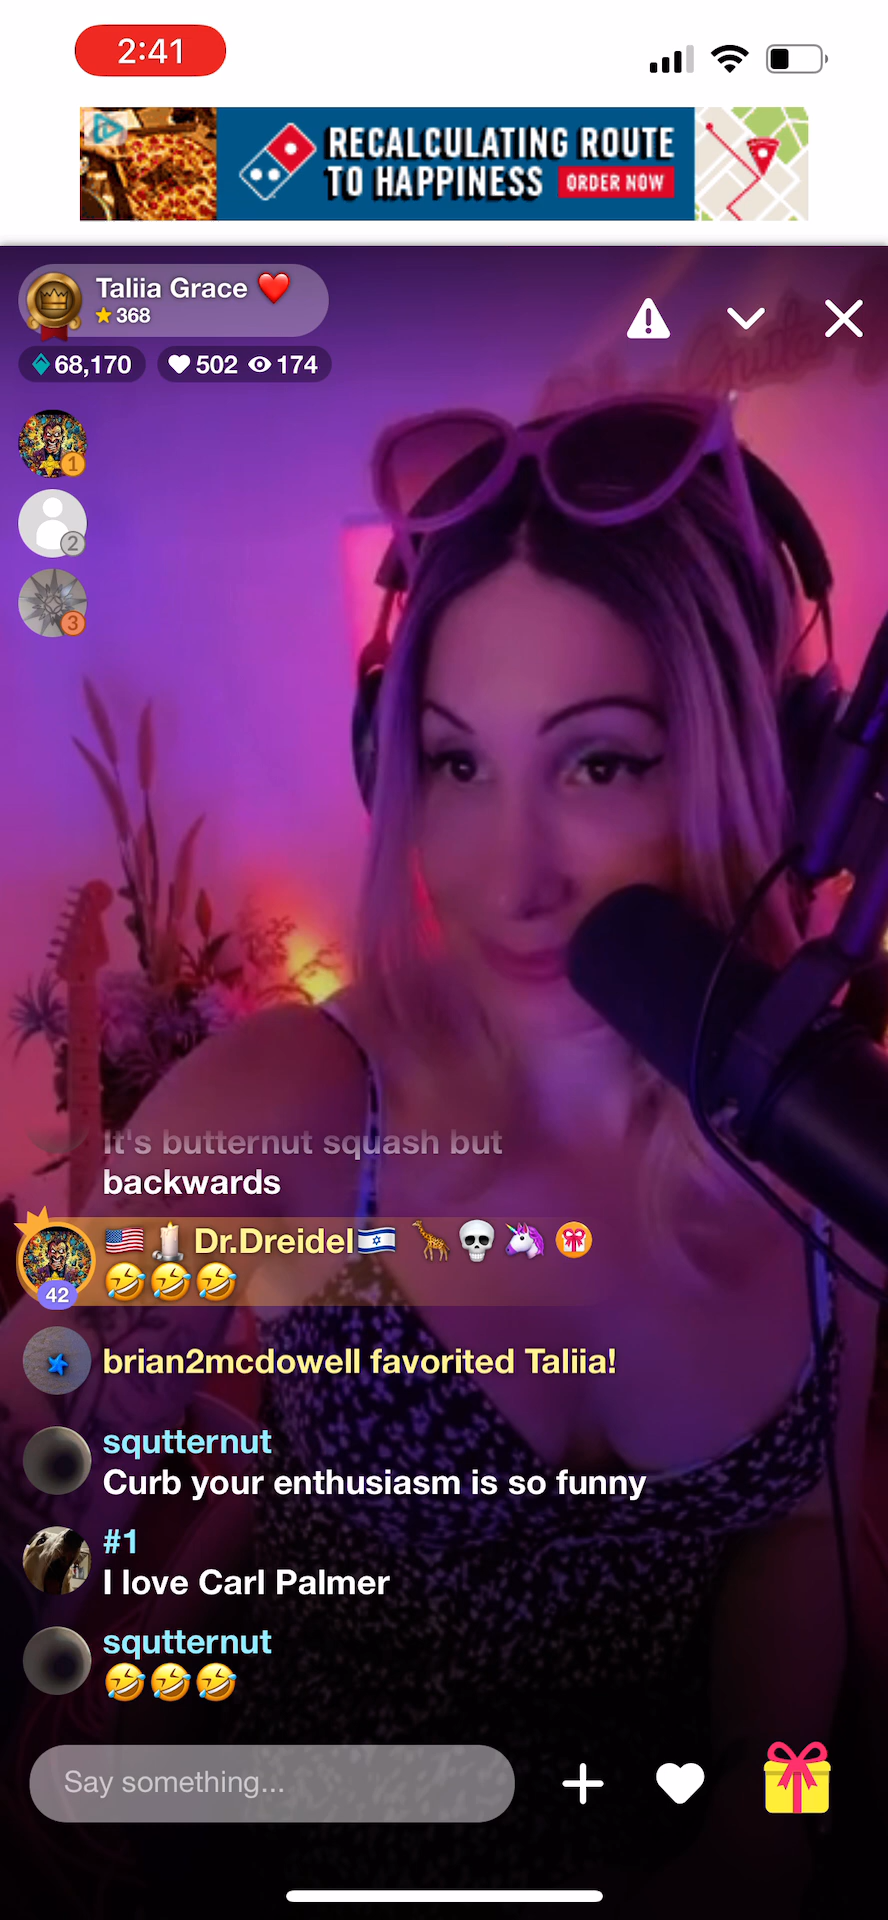 2:41
RECALCULATING ROUTE
TO HAPPINESS ORDER NOW
Taliia Grace ❤️
⭐ 368
68,170 502 174
1
2
3
It's butternut squash but
backwards
🇺🇸🕯️ Dr.Dreidel🇮🇱 🦒💀🦄
🤣🤣🤣
42
brian2mcdowell favorited Taliia!
squtternut
Curb your enthusiasm is so funny
#1
I love Carl Palmer
squtternut
🤣🤣🤣
Say something...